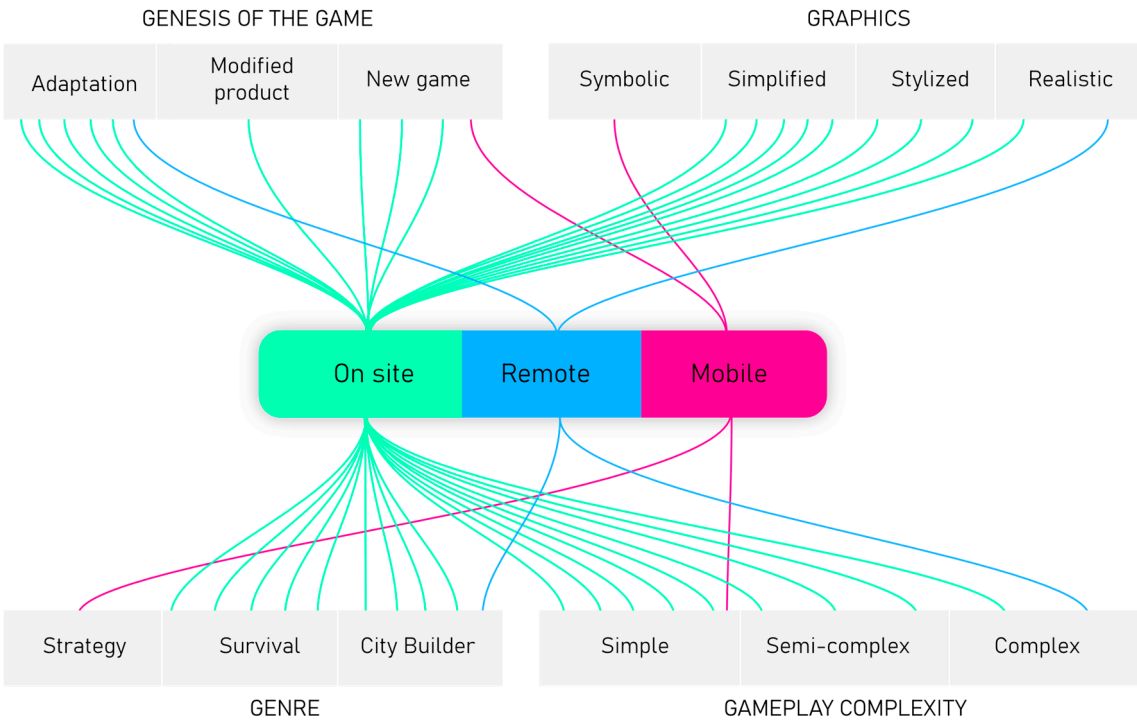 GENESIS OF THE GAME
GRAPHICS
Adaptation
Modified
product
New game
Symbolic
Simplified
Stylized
Realistic
On site
Remote
Mobile
Strategy
Survival
City Builder
Simple
Semi-complex
Complex
GENRE
GAMEPLAY COMPLEXITY